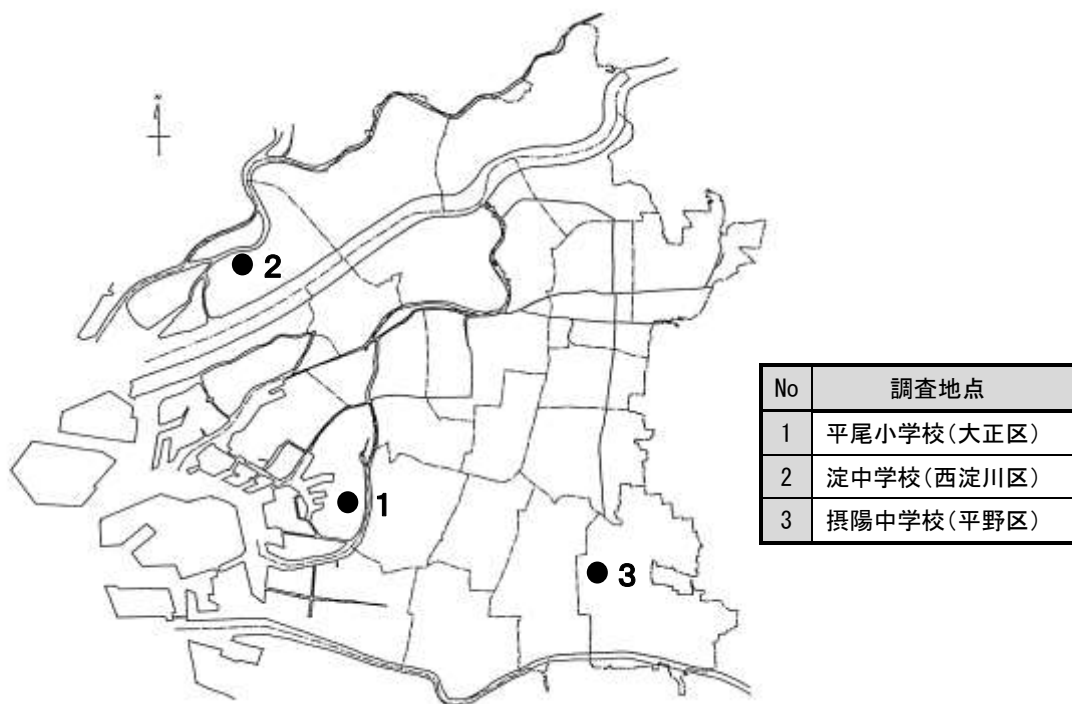 N
2
1
3
No 調査地点
1 平尾小学校(大正区)
2 淀中学校(西淀川区)
3 摂陽中学校(平野区)